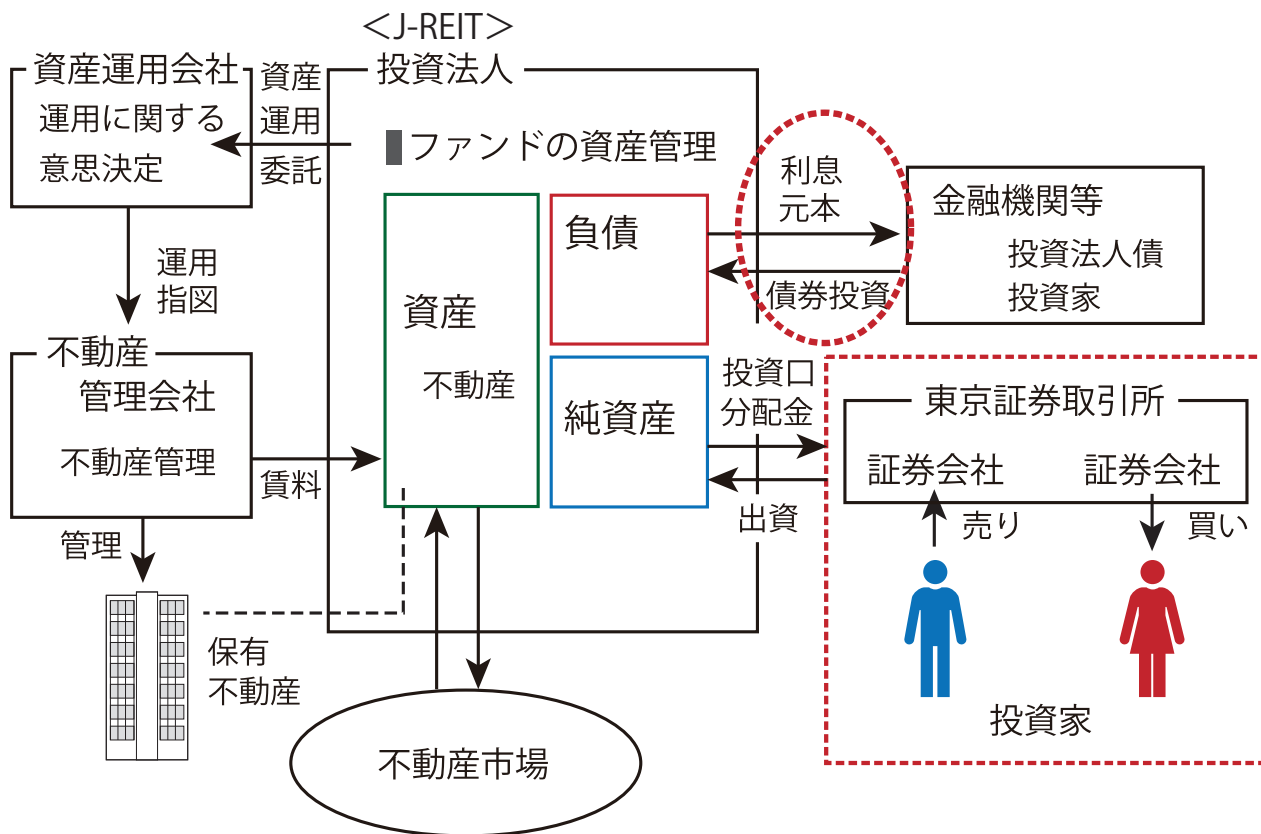 ＜J-REIT＞
投資法人
資産運用会社
運用に関する
意思決定
資産
運用
委託
ファンドの資産管理
運用
指図
不動産
管理会社
不動産管理
賃料
管理
保有
不動産
資産
不動産
負債
純資産
利息
元本
債券投資
金融機関等
投資法人債
投資家
投資口
分配金
出資
東京証券取引所
証券会社
証券会社
売り
買い
投資家
不動産市場